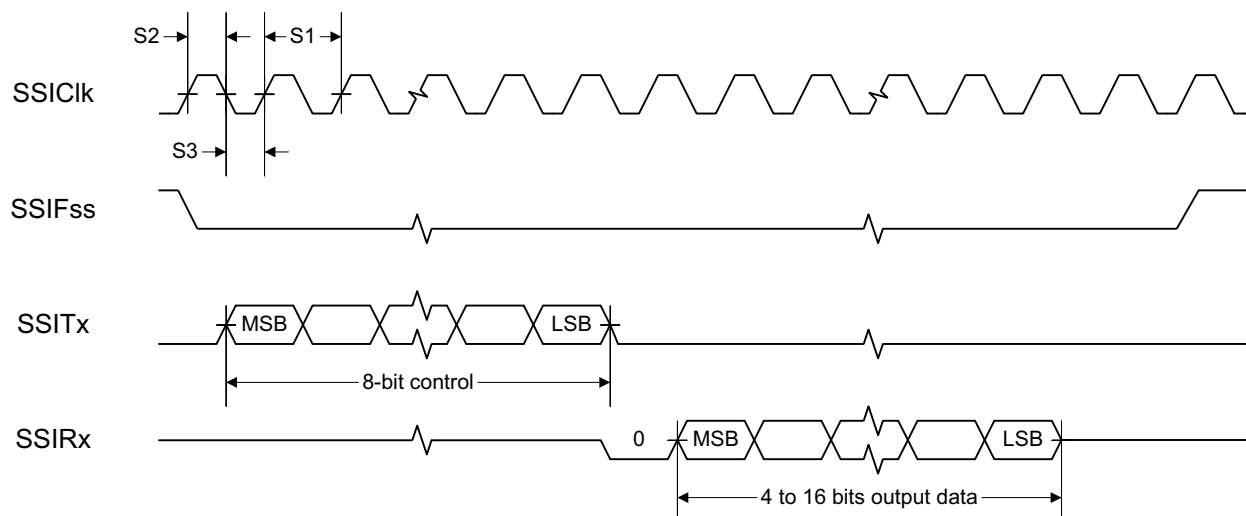 S2
S1
SSIClk
S3
SSIFss
SSITx
MSB
LSB
8-bit control
SSIRx
0
MSB
LSB
4 to 16 bits output data